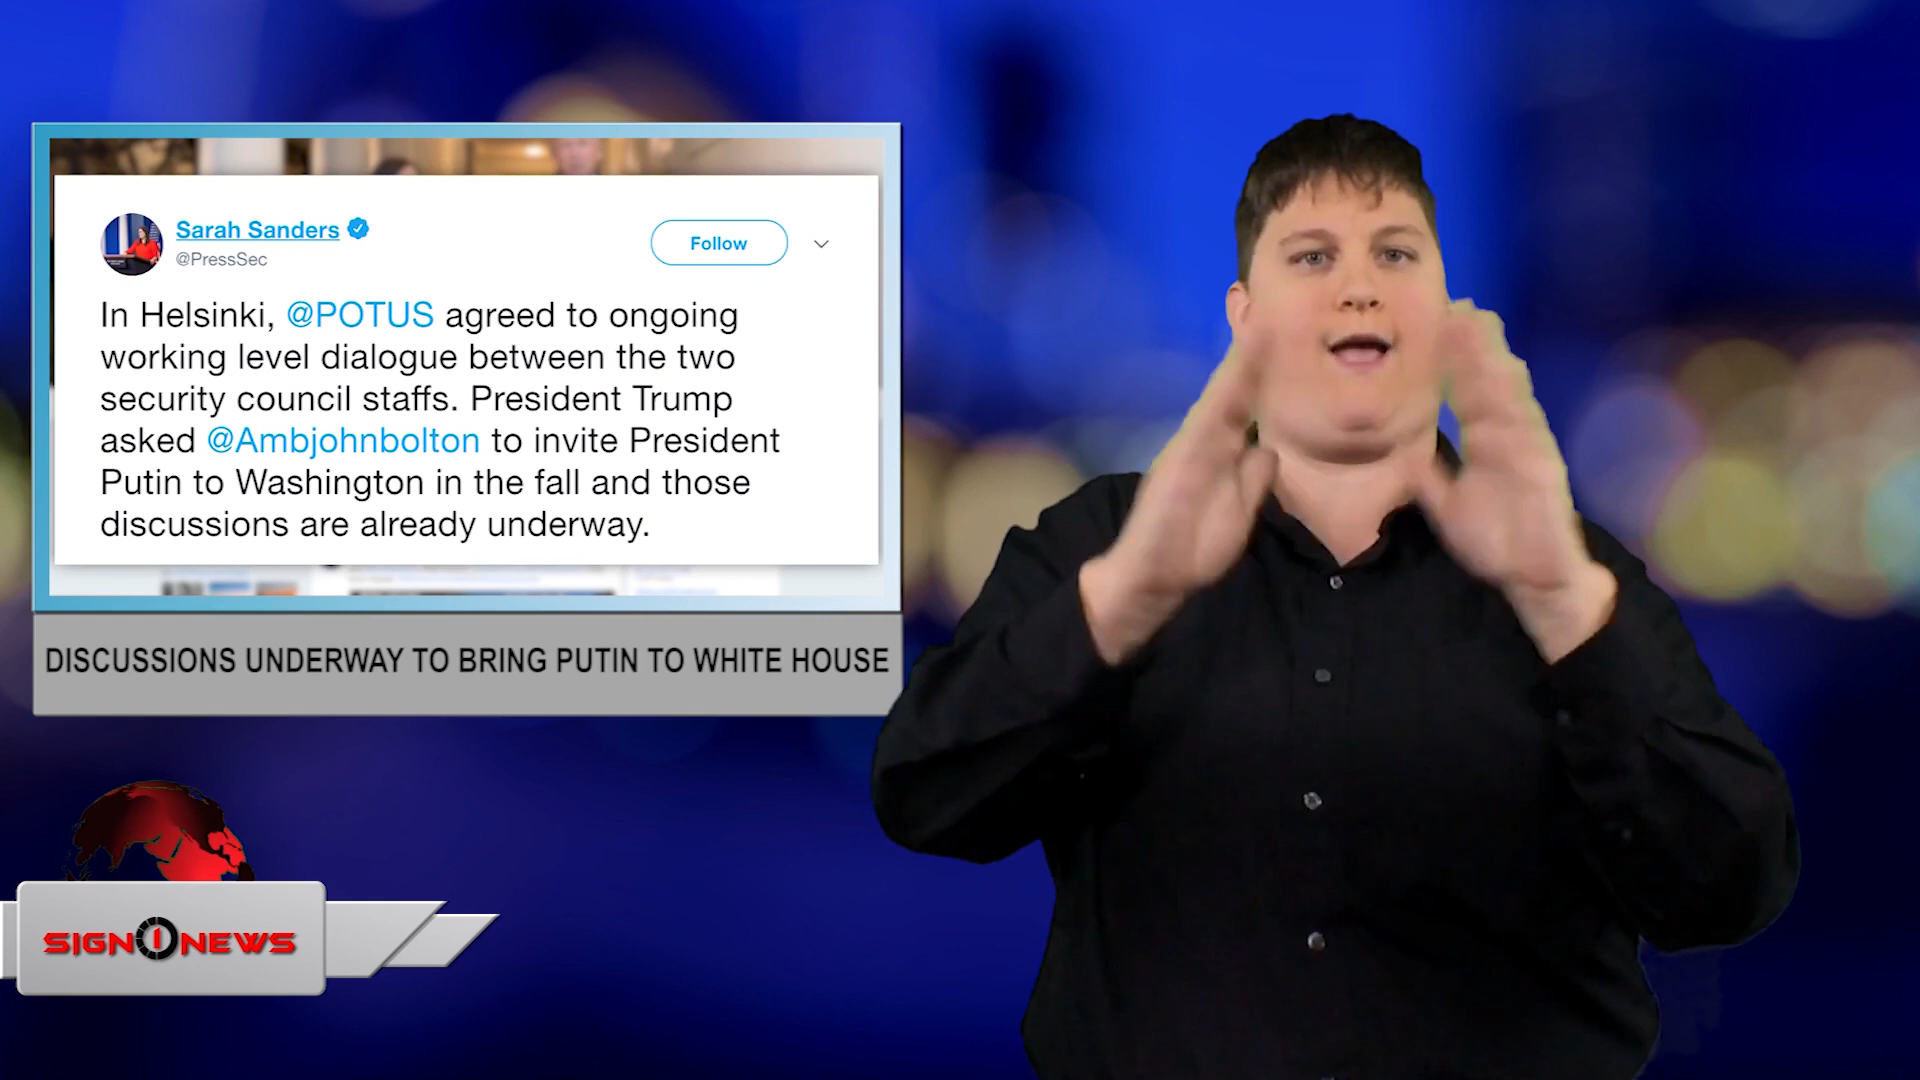 Sarah Sanders
@PressSec
Follow
In Helsinki, @POTUS agreed to ongoing
working level dialogue between the two
security council staffs. President Trump
asked @Ambjohnbolton to invite President
Putin to Washington in the fall and those
discussions are already underway.
DISCUSSIONS UNDERWAY TO BRING PUTIN TO WHITE HOUSE
SIGN1NEWS